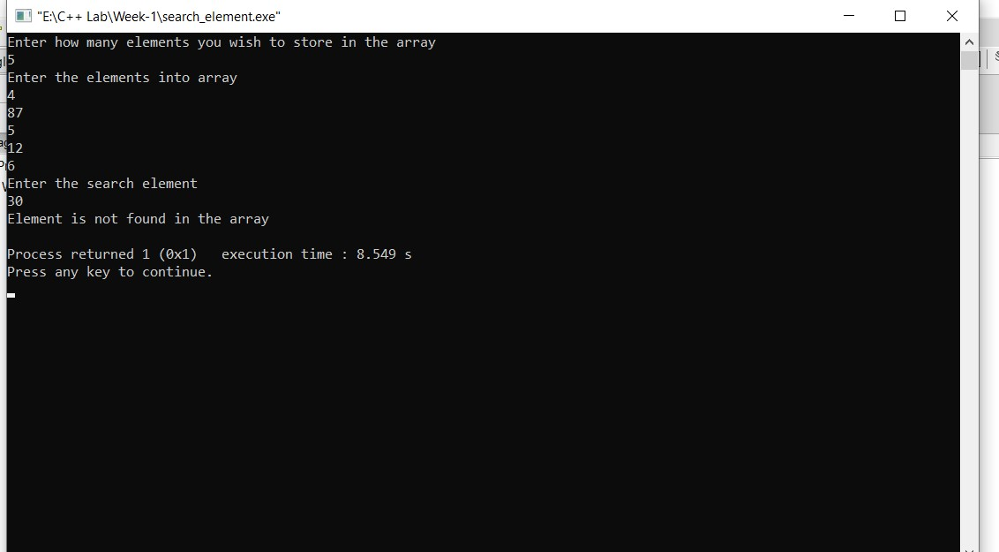 "E:\C++ Lab\Week-1\search_element.exe"
Enter how many elements you wish to store in the array
5
Enter the elements into array
4
87
5
12
6
Enter the search element
30
Element is not found in the array
Process returned 1 (0x1)   execution time : 8.549 s
Press any key to continue.